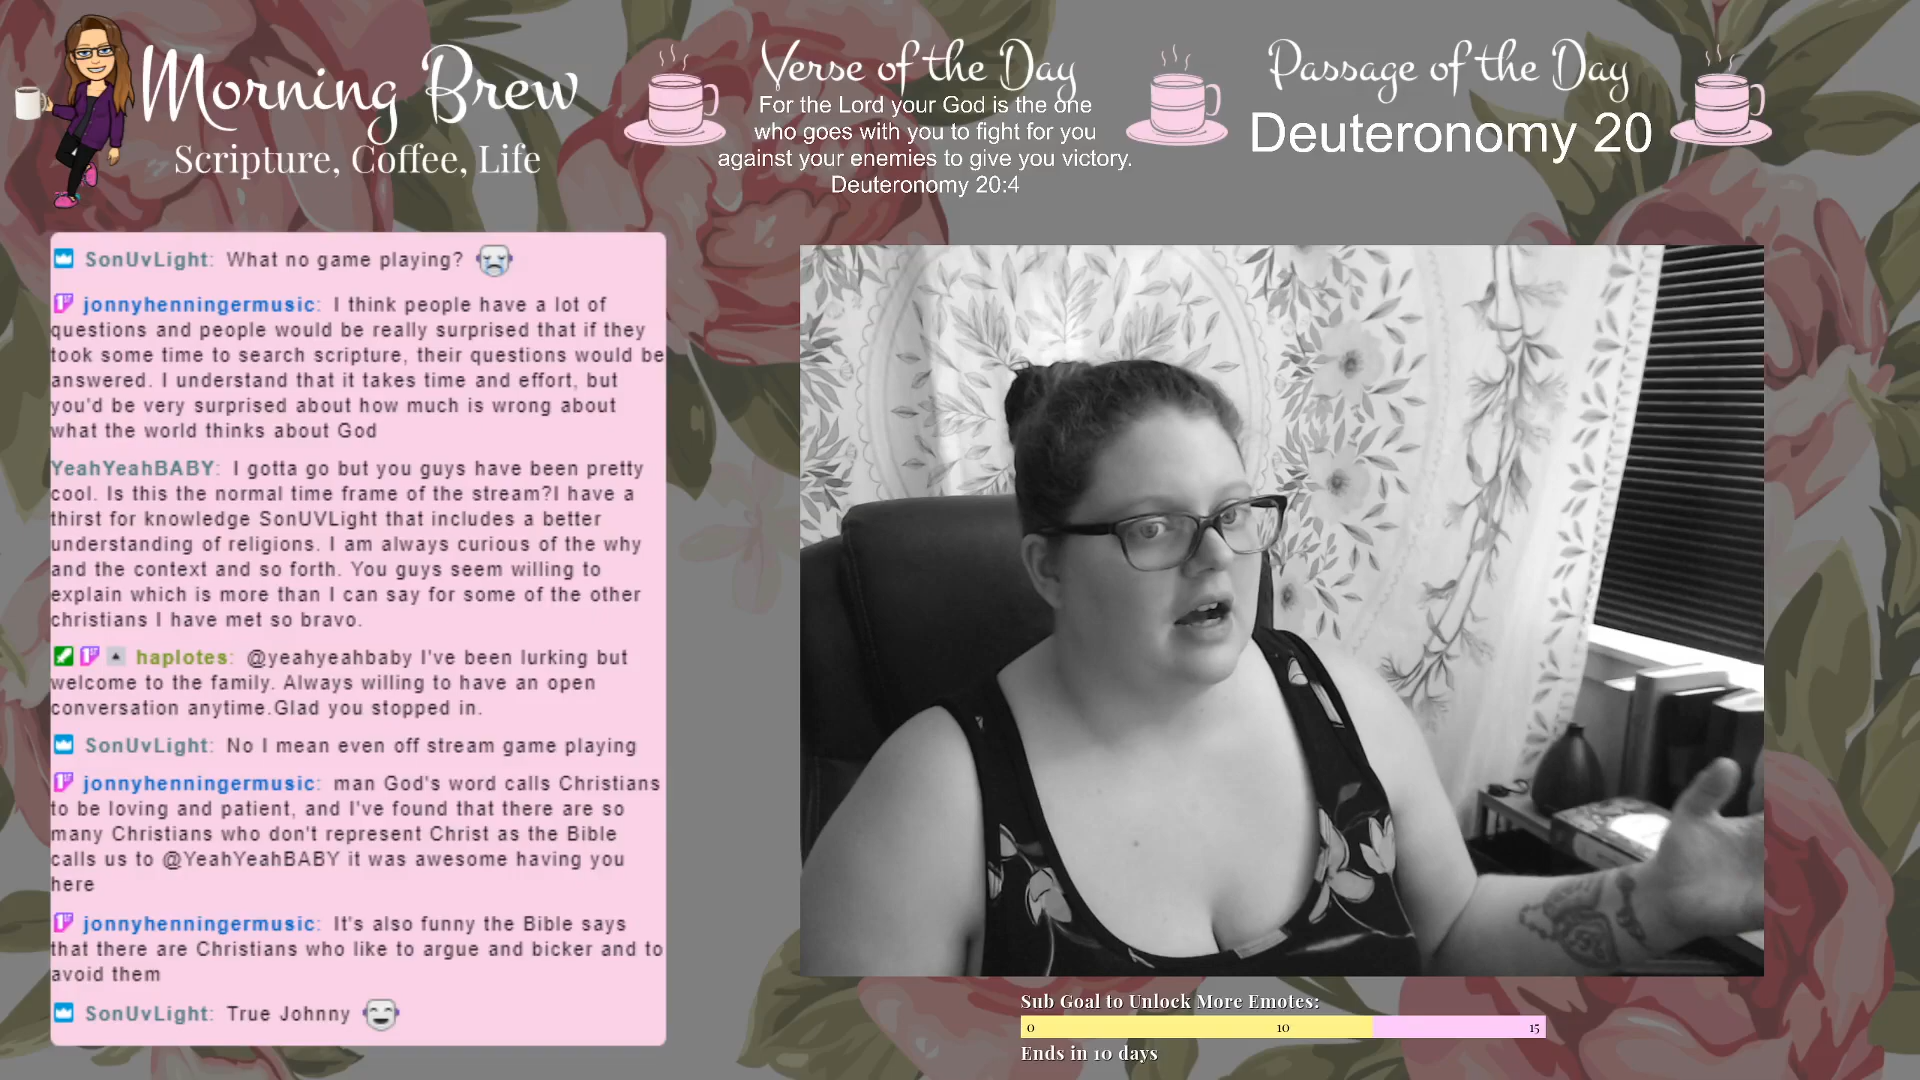 Morning Brew
Scripture, Coffee, Life
Verse of the Day
For the Lord your God is the one
who goes with you to fight for you
against your enemies to give you victory.
Deuteronomy 20:4
Passage of the Day
Deuteronomy 20
SonUvLight: What no game playing?
jonnyhenningermusic: I think people have a lot of
questions and people would be really surprised that if they
took some time to search scripture, their questions would be
answered. I understand that it takes time and effort, but
you'd be very surprised about how much is wrong about
what the world thinks about God
YeahYeahBABY: I gotta go but you guys have been pretty
cool. Is this the normal time frame of the stream?I have a
thirst for knowledge SonUVLight that includes a better
understanding of religions. I am always curious of the why
and the context and so forth. You guys seem willing to
explain which is more than I can say for some of the other
christians I have met so bravo.
haplotes: @yeahyeahbaby I've been lurking but
welcome to the family. Always willing to have an open
conversation anytime.Glad you stopped in.
SonUvLight: No I mean even off stream game playing
jonnyhenningermusic: man God's word calls Christians
to be loving and patient, and I've found that there are so
many Christians who don't represent Christ as the Bible
calls us to @YeahYeahBABY it was awesome having you
here
jonnyhenningermusic: It's also funny the Bible says
that there are Christians who like to argue and bicker and to
avoid them
SonUvLight: True Johnny
Sub Goal to Unlock More Emotes:
0 10 15
Ends in 10 days